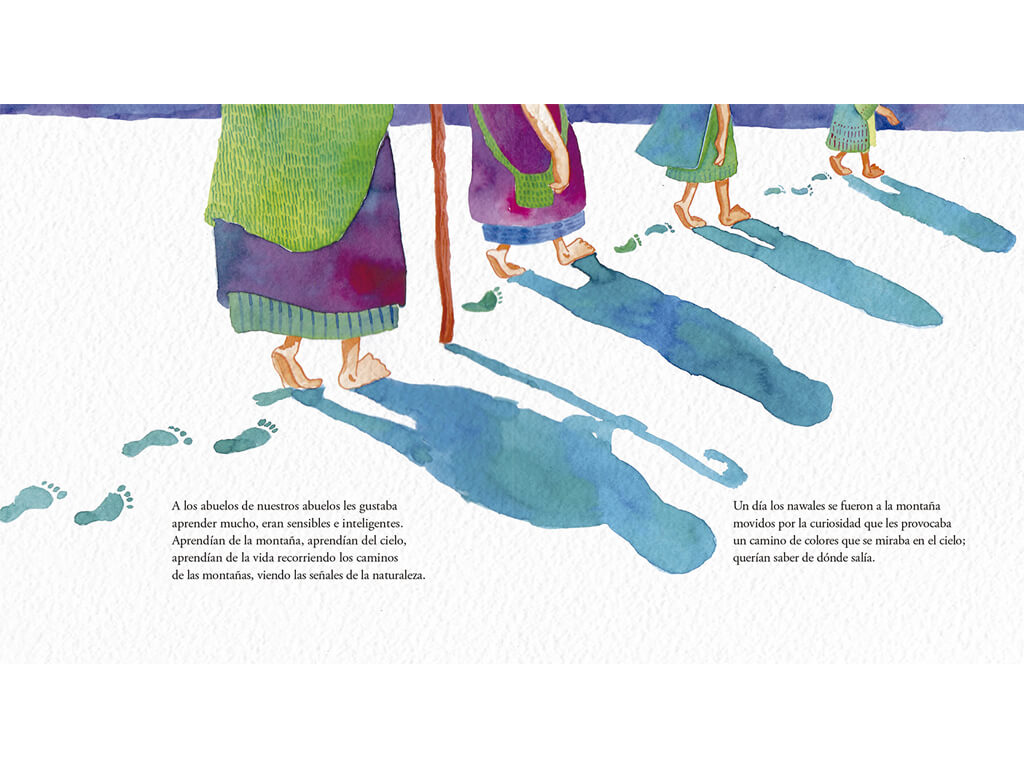 A los abuelos de nuestros abuelos les gustaba
aprender mucho, eran sensibles e inteligentes.
Aprendían de la montaña, aprendían del cielo,
aprendían de la vida recorriendo los caminos
de las montañas, viendo las señales de la naturaleza.
Un día los nawales se fueron a la montaña
movidos por la curiosidad que les provocaba
un camino de colores que se miraba en el cielo;
querían saber de dónde salía.